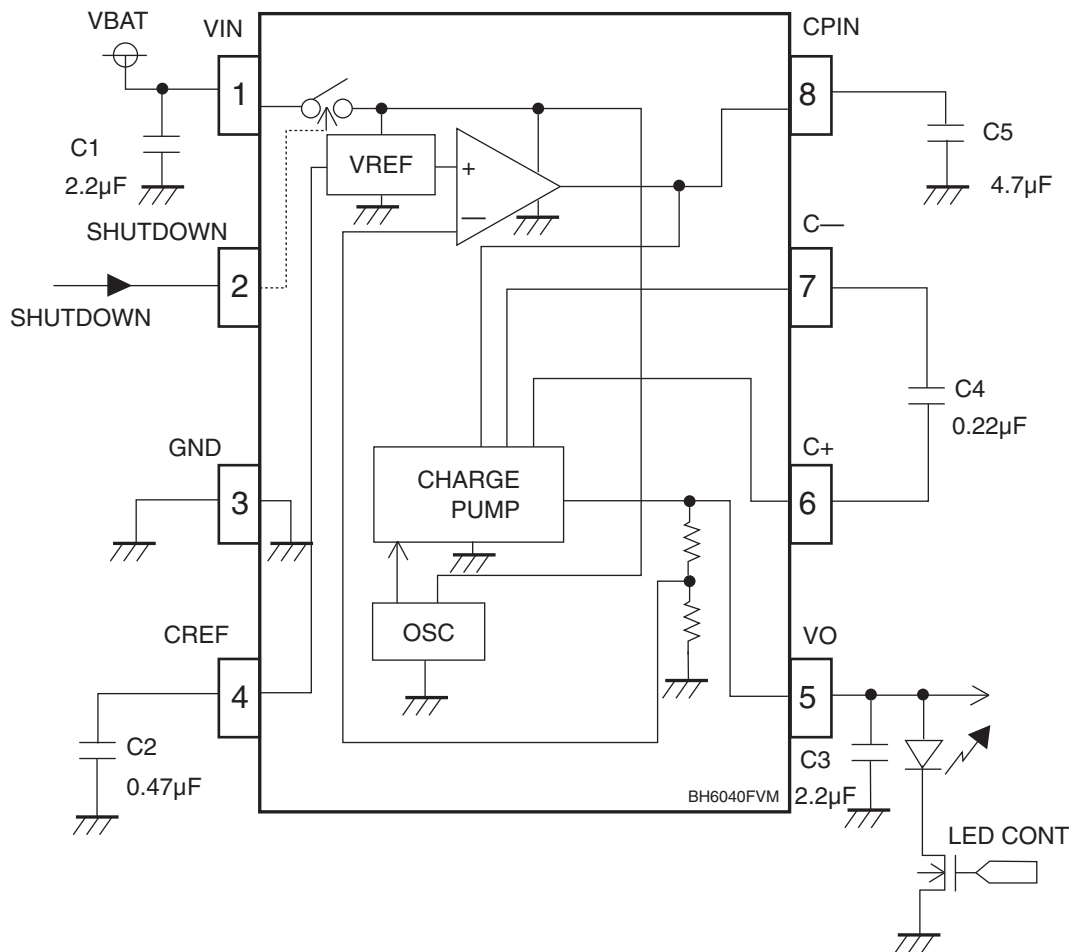 VBAT
VIN
CPIN
1
8
C1
2.2µF
VREF
+
—
C5
4.7µF
SHUTDOWN
C—
2
7
SHUTDOWN
C4
0.22µF
GND
C+
CHARGE
PUMP
3
6
OSC
CREF
VO
4
5
C2
0.47µF
C3
2.2µF
BH6040FVM
LED CONT